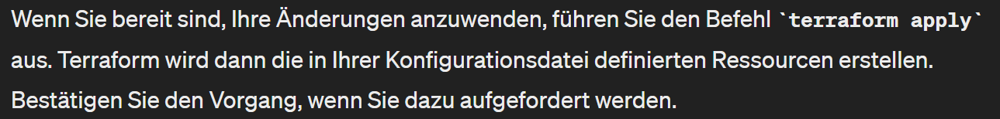 Wenn Sie bereit sind, Ihre Änderungen anzuwenden, führen Sie den Befehl `terraform apply`
aus. Terraform wird dann die in Ihrer Konfigurationsdatei definierten Ressourcen erstellen.
Bestätigen Sie den Vorgang, wenn Sie dazu aufgefordert werden.